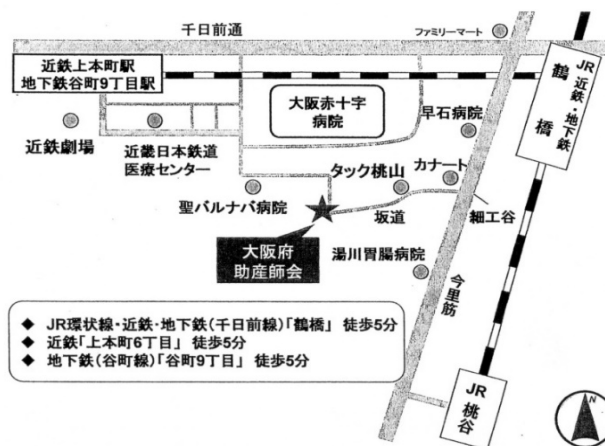 千日前通
ファミリーマート
近鉄上本町駅
地下鉄谷町9丁目駅
JR 近鉄・地下鉄
鶴橋
大阪赤十字
病院
早石病院
近鉄劇場
近畿日本鉄道
医療センター
タック桃山
カナート
聖バルナバ病院
坂道
細工谷
大阪府
助産師会
湯川胃腸病院
今里筋
◆ JR環状線・近鉄・地下鉄(千日前線)「鶴橋」 徒歩5分
◆ 近鉄「上本町6丁目」 徒歩5分
◆ 地下鉄(谷町線)「谷町9丁目」 徒歩5分
JR
桃谷
N